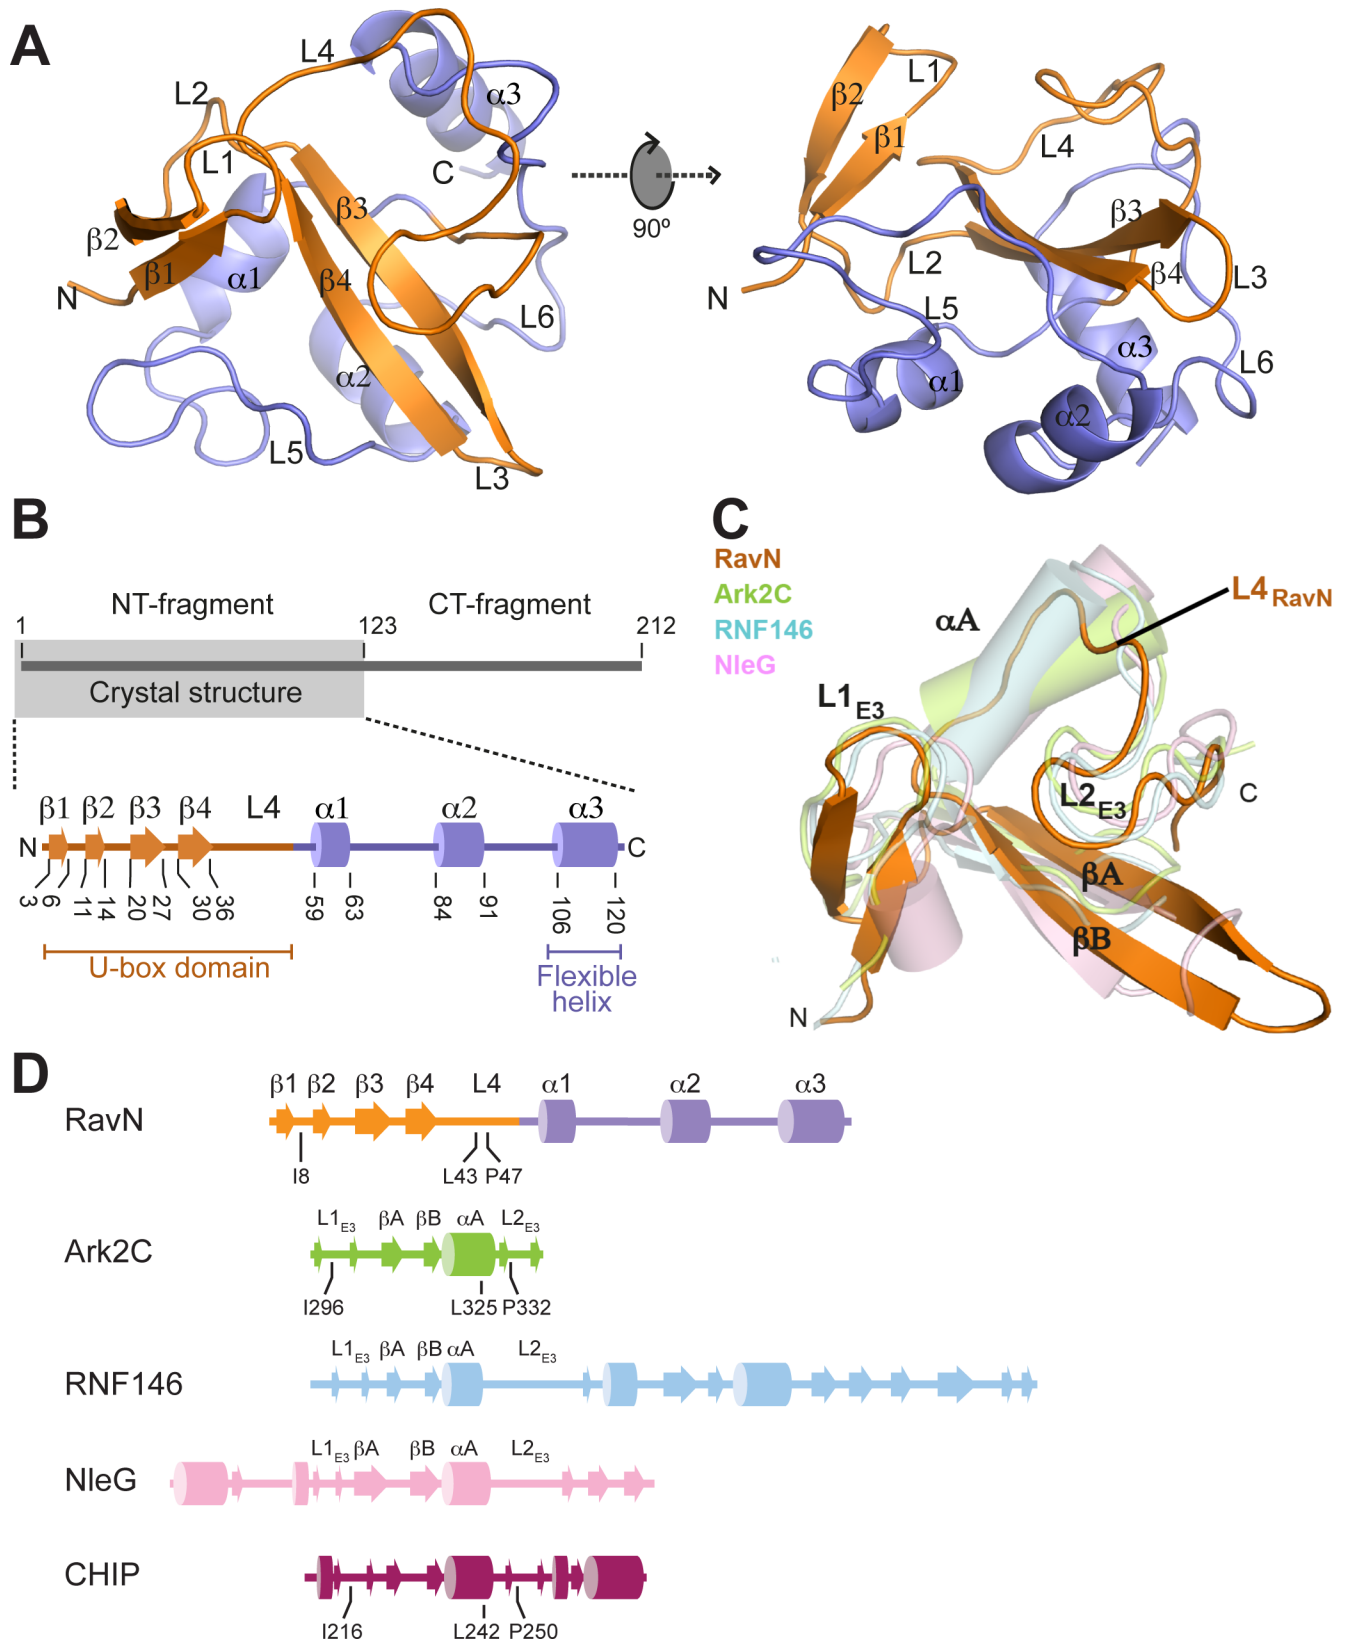 A
L4
L2
α3
L1
C
β2
β3
β1
α1
β4
N
L6
α2
L5
L3
90º
L1
β2
β1
L4
β3
N
L2
β4
L3
L5
α3
L6
α1
α2
B
NT-fragment
CT-fragment
1
123
212
Crystal structure
β1 β2 β3 β4 L4 α1 α2 α3
N
C
3 6 11 14 20 27 30 36 59 63 84 91 106 120
U-box domain
Flexible
helix
C
RavN
Ark2C
RNF146
NleG
αA
L4RavN
L1E3
L2E3
C
βA
βB
N
D
β1 β2 β3 β4 L4 α1 α2 α3
RavN
I8 L43 P47
L1E3 βA βB αA L2E3
Ark2C
I296 L325 P332
L1E3 βA βB αA L2E3
RNF146
L1E3 βA βB αA L2E3
NleG
CHIP
I216 L242 P250